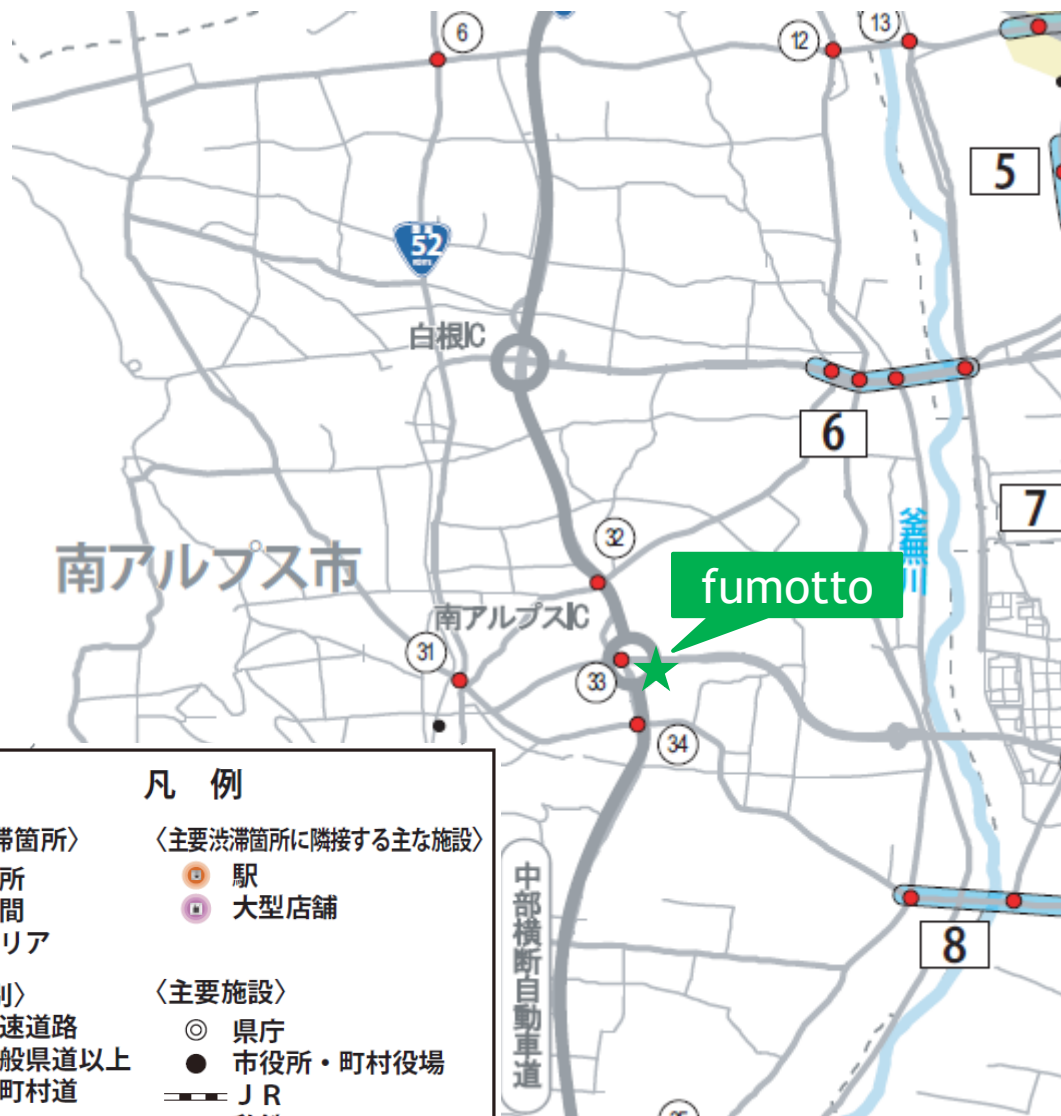 6
12
13
5
52
白根IC
6
7
32
釜無川
fumotto
南アルプス市
南アルプスIC
31
33
34
凡 例
滞箇所〉
〈主要渋滞箇所に隣接する主な施設〉
所
駅
間
大型店舗
リア
8
中部横断自動車道
別〉
〈主要施設〉
速道路
県庁
般県道以上
市役所・町村役場
町村道
JR